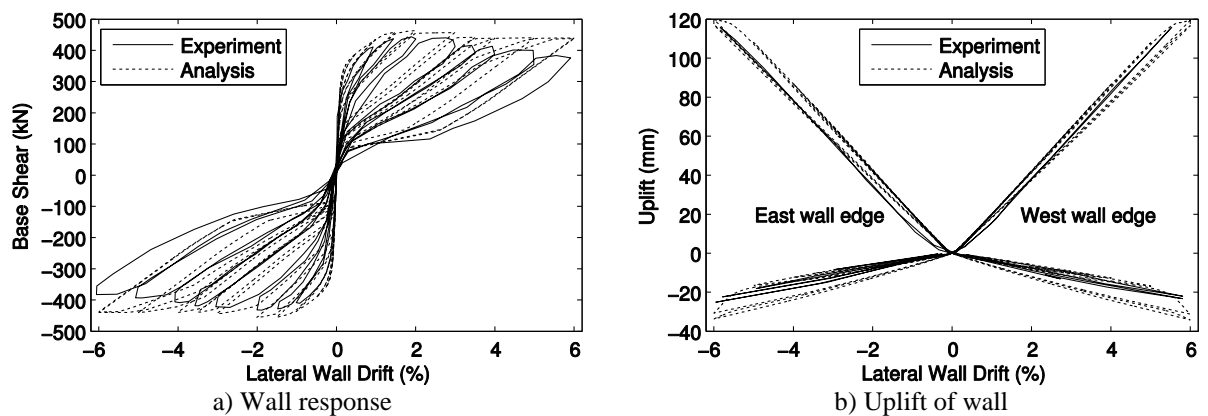 500
400
300
200
100
0
−100
−200
−300
−400
−500
Base Shear (kN)
Experiment
Analysis
−6 −4 −2 0 2 4 6
Lateral Wall Drift (%)
a) Wall response
120
100
80
60
40
20
0
−20
−40
Uplift (mm)
Experiment
Analysis
East wall edge
West wall edge
−6 −4 −2 0 2 4 6
Lateral Wall Drift (%)
b) Uplift of wall